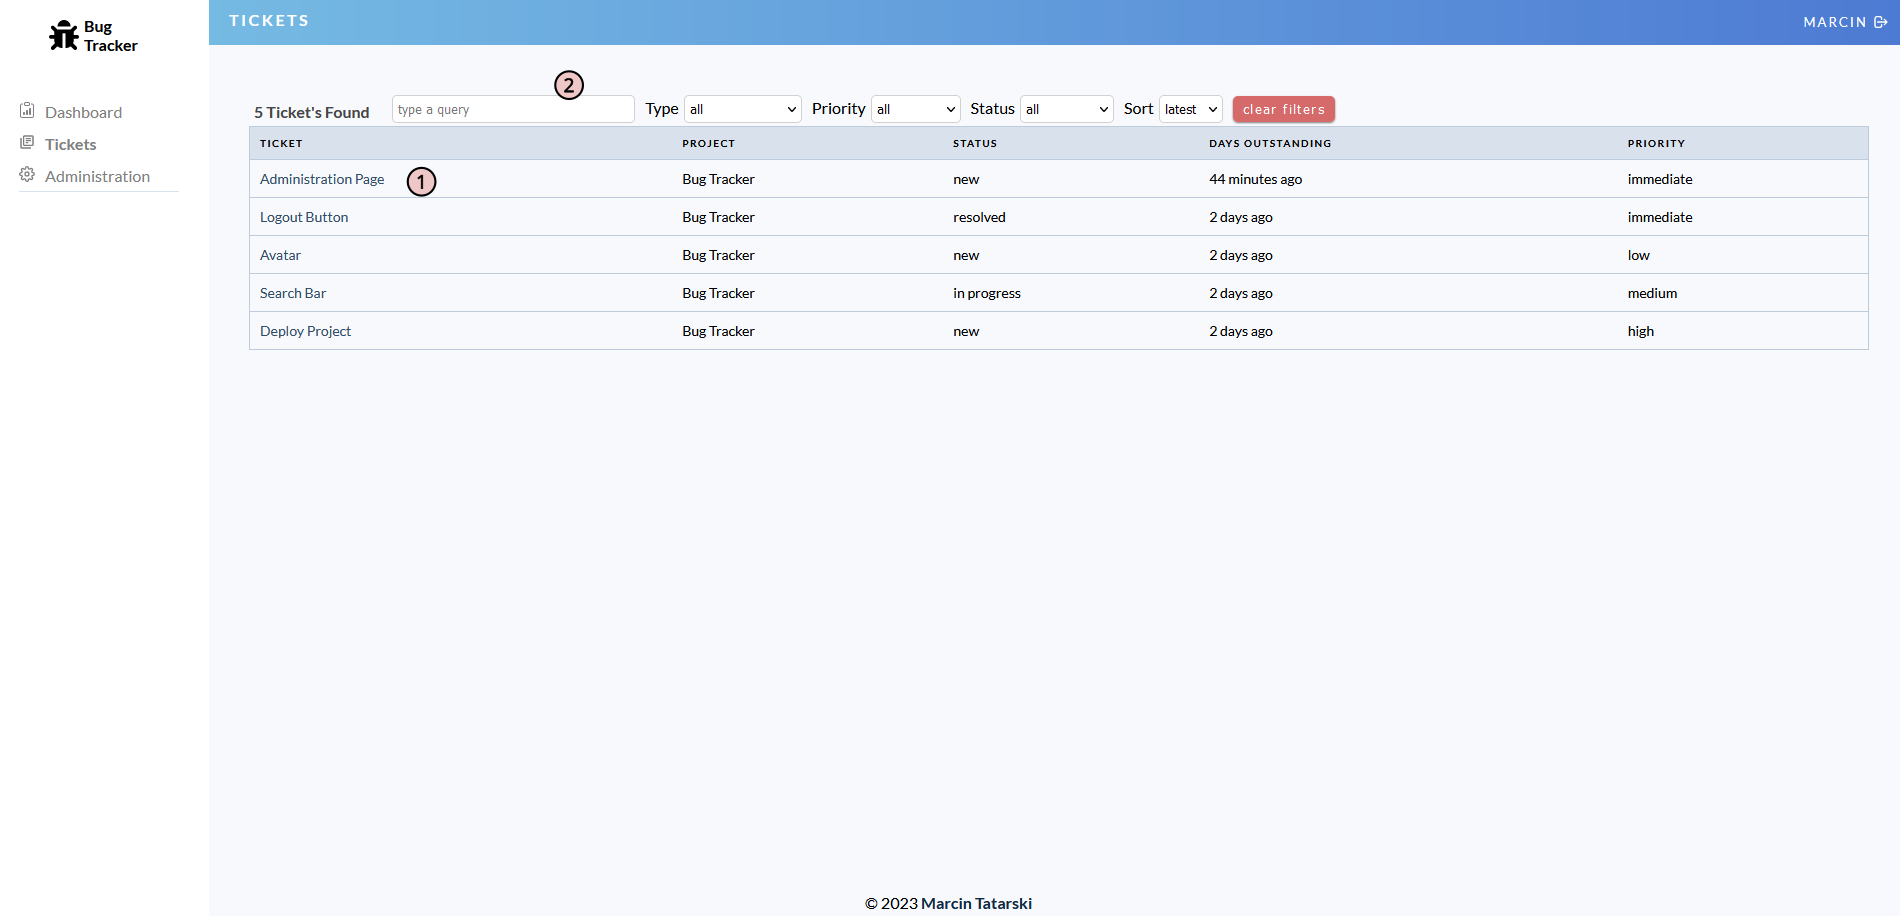 Bug
Tracker
TICKETS
MARCIN
Dashboard
Tickets
Administration
2
5 Ticket's Found type a query Type all Priority all Status all Sort latest clear filters
TICKET PROJECT STATUS DAYS OUTSTANDING PRIORITY
Administration Page 1 Bug Tracker new 44 minutes ago immediate
Logout Button Bug Tracker resolved 2 days ago immediate
Avatar Bug Tracker new 2 days ago low
Search Bar Bug Tracker in progress 2 days ago medium
Deploy Project Bug Tracker new 2 days ago high
© 2023 Marcin Tatarski